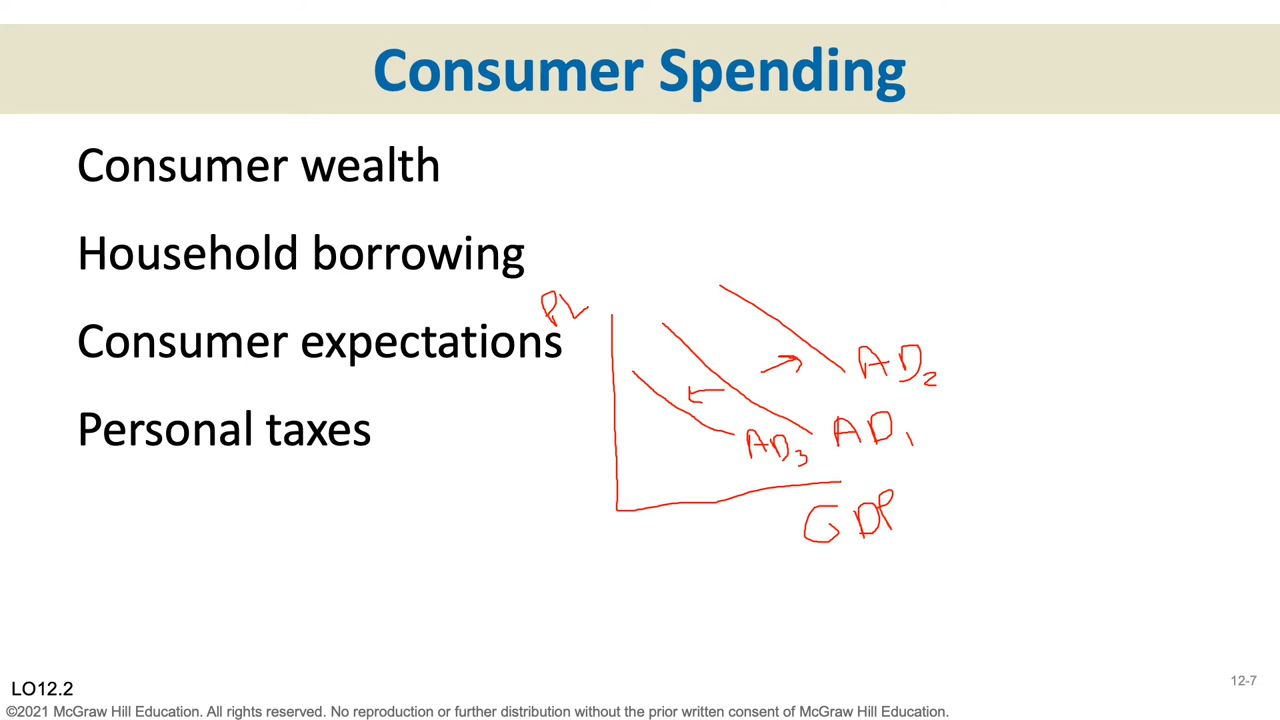 Consumer Spending
Consumer wealth
Household borrowing
Consumer expectations
Personal taxes
PL
AD2
AD1
AD3
GDP
LO12.2
12-7
©2021 McGraw Hill Education. All rights reserved. No reproduction or further distribution without the prior written consent of McGraw Hill Education.